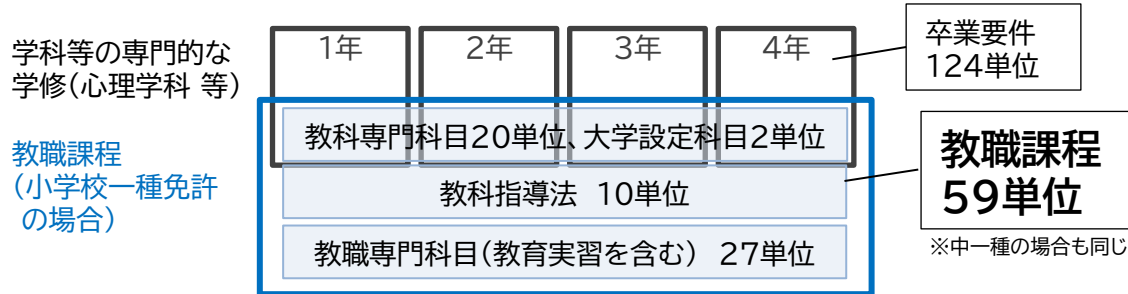 学科等の専門的な
学修(心理学科 等)
教職課程
(小学校一種免許
の場合)
1年
2年
3年
4年
教科専門科目20単位、大学設定科目2単位
教科指導法 10単位
教職専門科目(教育実習を含む) 27単位
卒業要件
124単位
教職課程
59単位
※中一種の場合も同じ